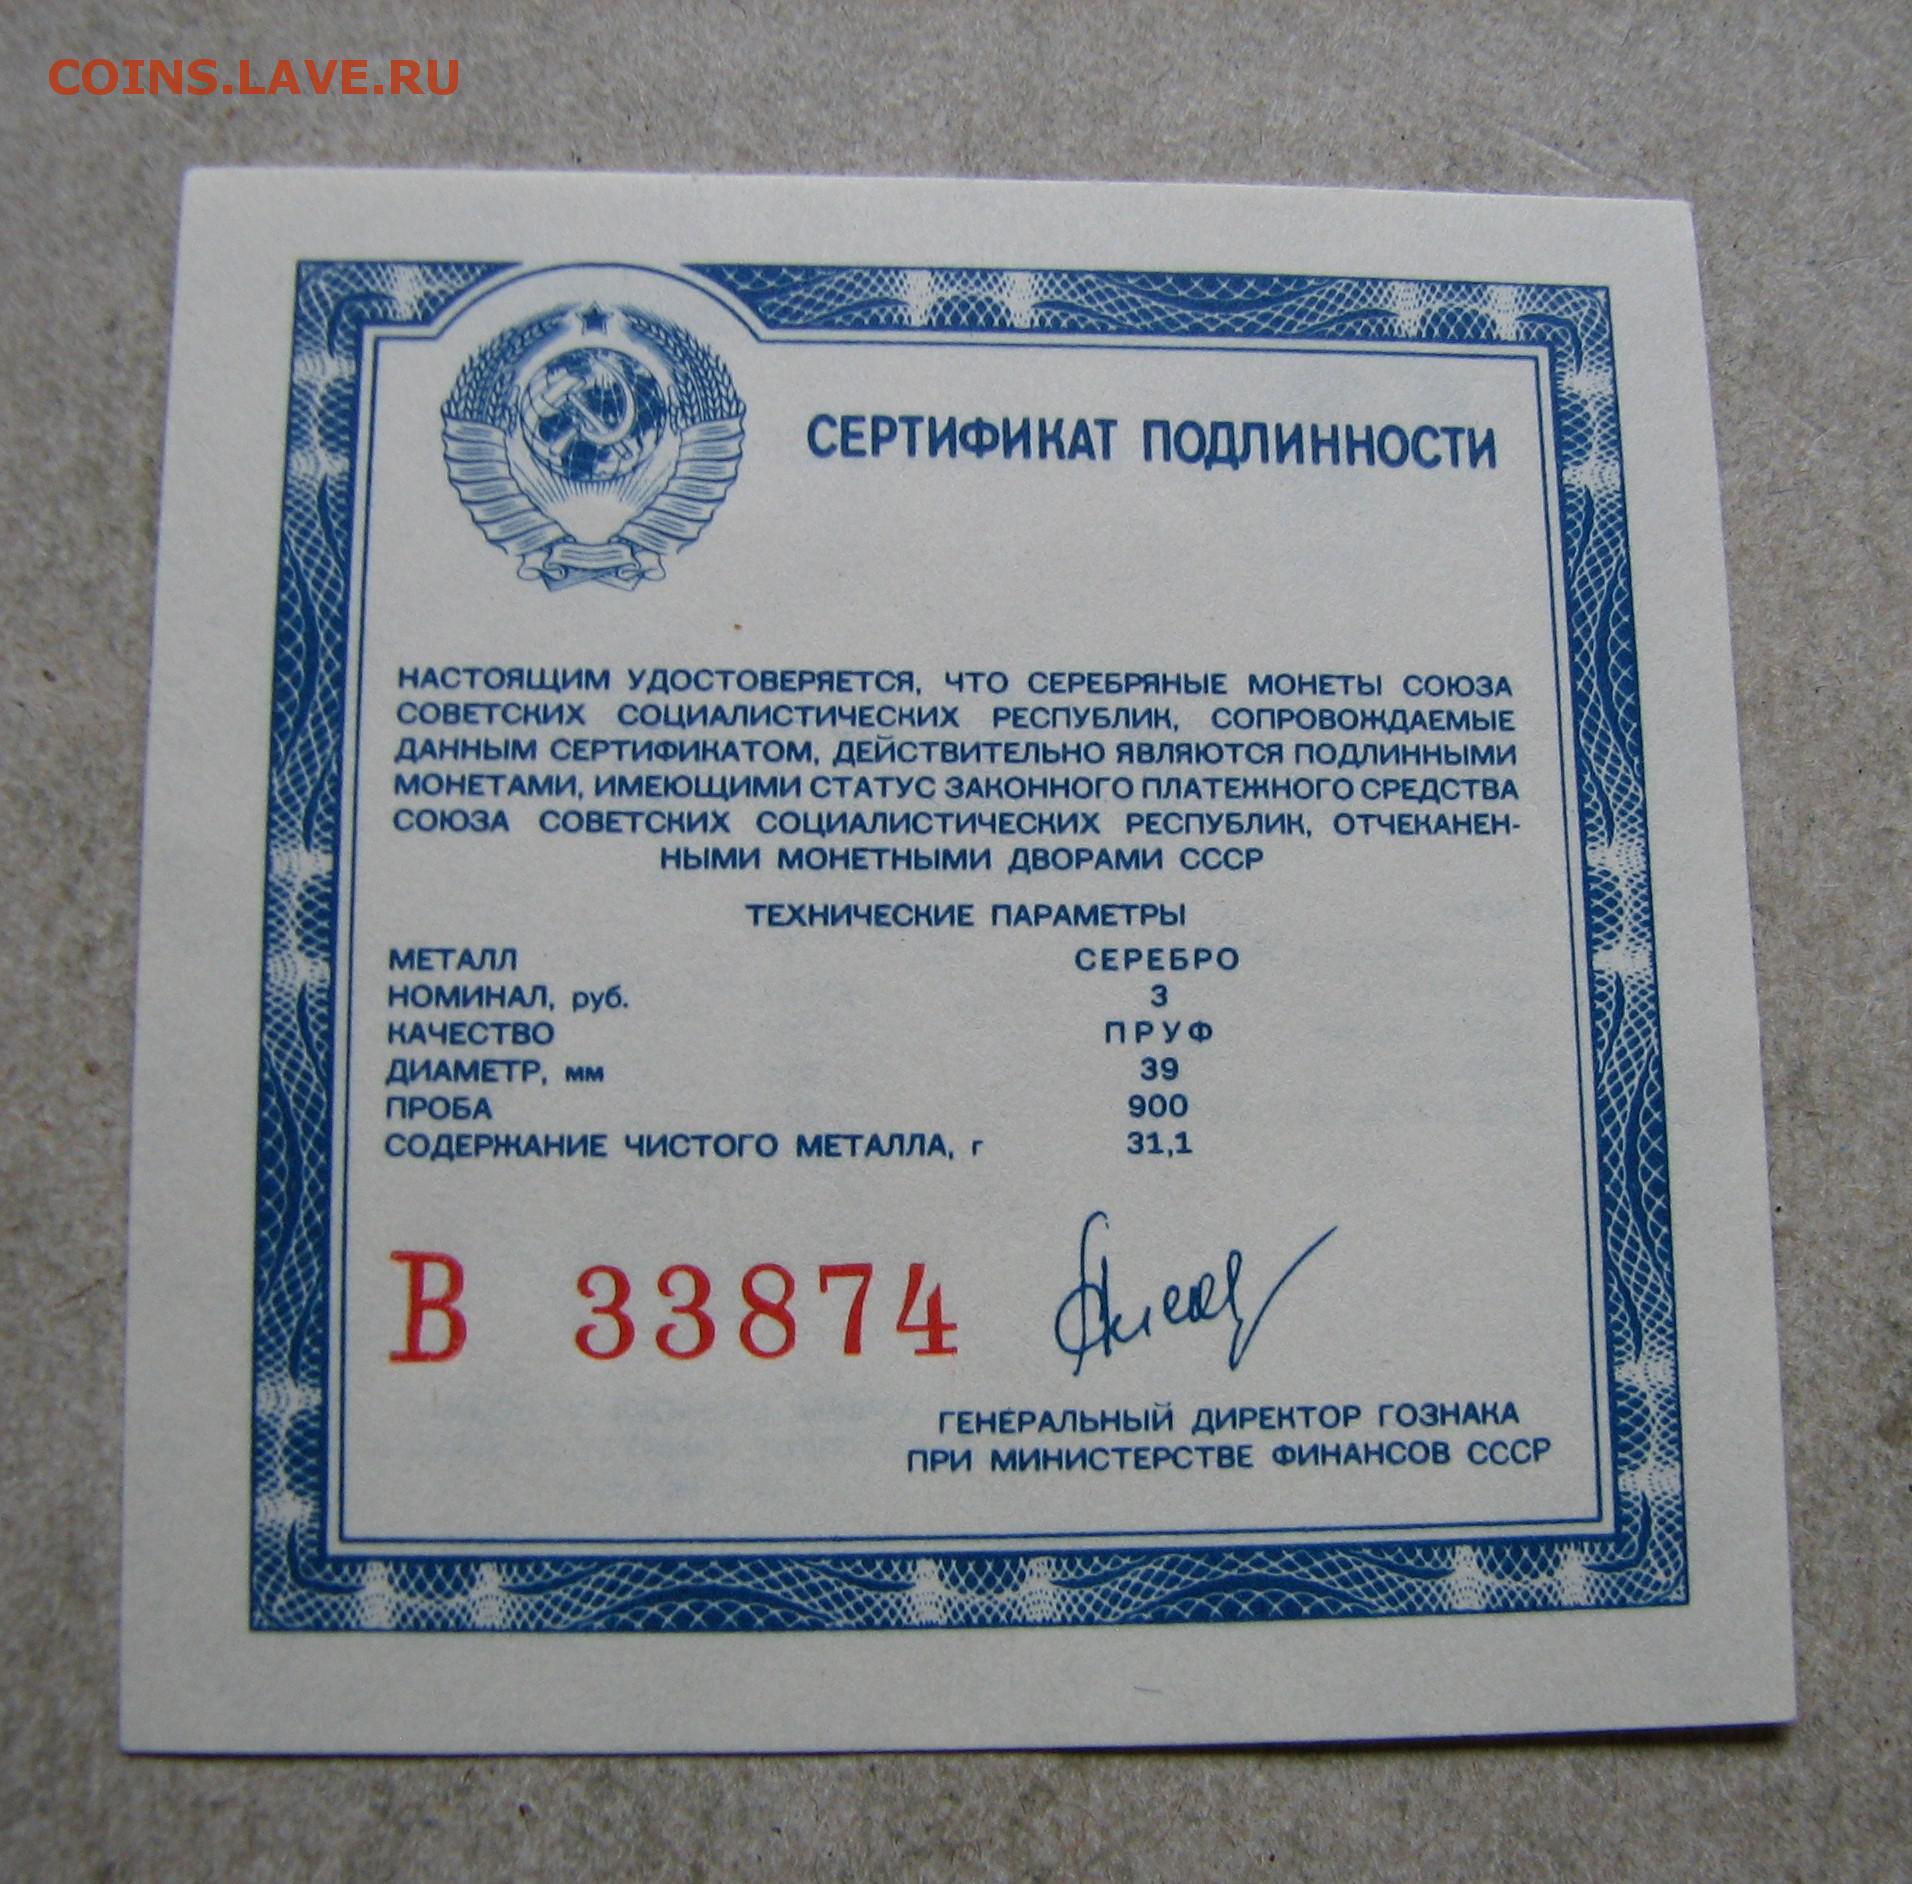 COINS.LAVE.RU
СЕРТИФИКАТ ПОДЛИННОСТИ
НАСТОЯЩИМ УДОСТОВЕРЯЕТСЯ, ЧТО СЕРЕБРЯНЫЕ МОНЕТЫ СОЮЗА
СОВЕТСКИХ СОЦИАЛИСТИЧЕСКИХ РЕСПУБЛИК, СОПРОВОЖДАЕМЫЕ
ДАННЫМ СЕРТИФИКАТОМ, ДЕЙСТВИТЕЛЬНО ЯВЛЯЮТСЯ ПОДЛИННЫМИ
МОНЕТАМИ, ИМЕЮЩИМИ СТАТУС ЗАКОННОГО ПЛАТЕЖНОГО СРЕДСТВА
СОЮЗА СОВЕТСКИХ СОЦИАЛИСТИЧЕСКИХ РЕСПУБЛИК, ОТЧЕКАНЕН-
НЫМИ МОНЕТНЫМИ ДВОРАМИ СССР
ТЕХНИЧЕСКИЕ ПАРАМЕТРЫ
МЕТАЛЛ СЕРЕБРО
НОМИНАЛ, руб. 3
КАЧЕСТВО ПРУФ
ДИАМЕТР, мм 39
ПРОБА 900
СОДЕРЖАНИЕ ЧИСТОГО МЕТАЛЛА, г 31,1
В 33874
ГЕНЕРАЛЬНЫЙ ДИРЕКТОР ГОЗНАКА
ПРИ МИНИСТЕРСТВЕ ФИНАНСОВ СССР